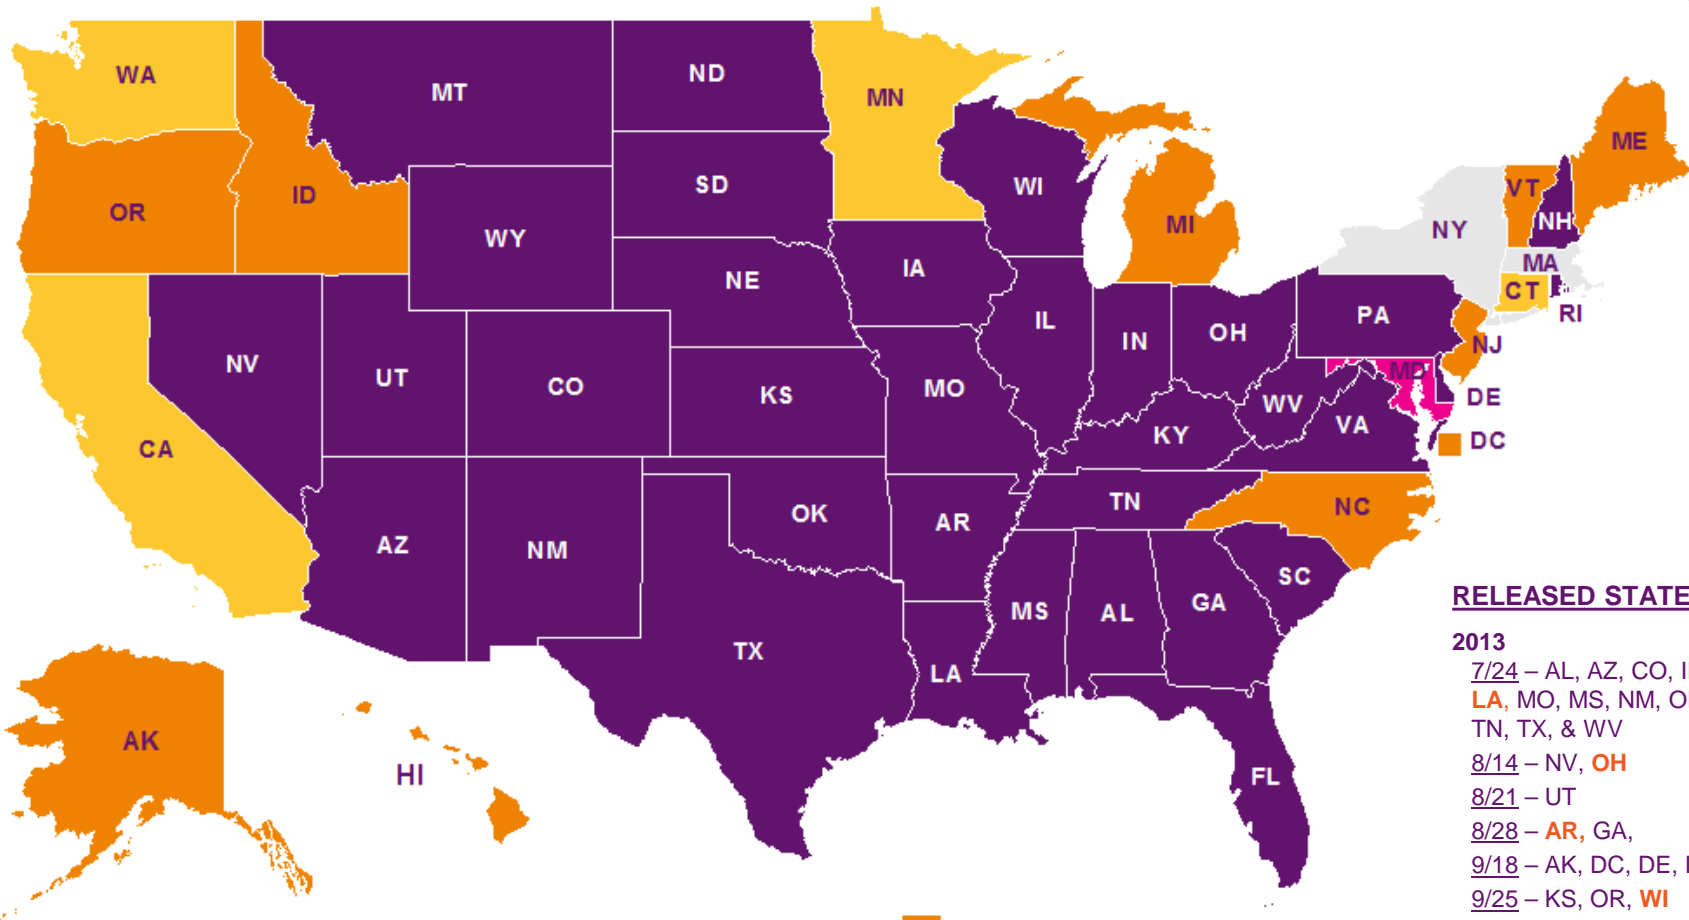 WA
MT
ND
MN
ME
OR
ID
SD
WI
MI
VT
NH
NY
WY
IA
MA
NE
CT
RI
IL
IN
OH
PA
NJ
NV
UT
CO
KS
MO
MD
DE
WV
KY
VA
DC
CA
TN
NC
OK
AR
AZ
NM
SC
MS
AL
GA
TX
LA
AK
HI
FL
RELEASED STATE
2013
7/24 – AL, AZ, CO,
LA, MO, MS, NM,
TN, TX, & WV
8/14 – NV, OH
8/21 – UT
8/28 – AR, GA,
9/18 – AK, DC, DE,
9/25 – KS, OR, WI